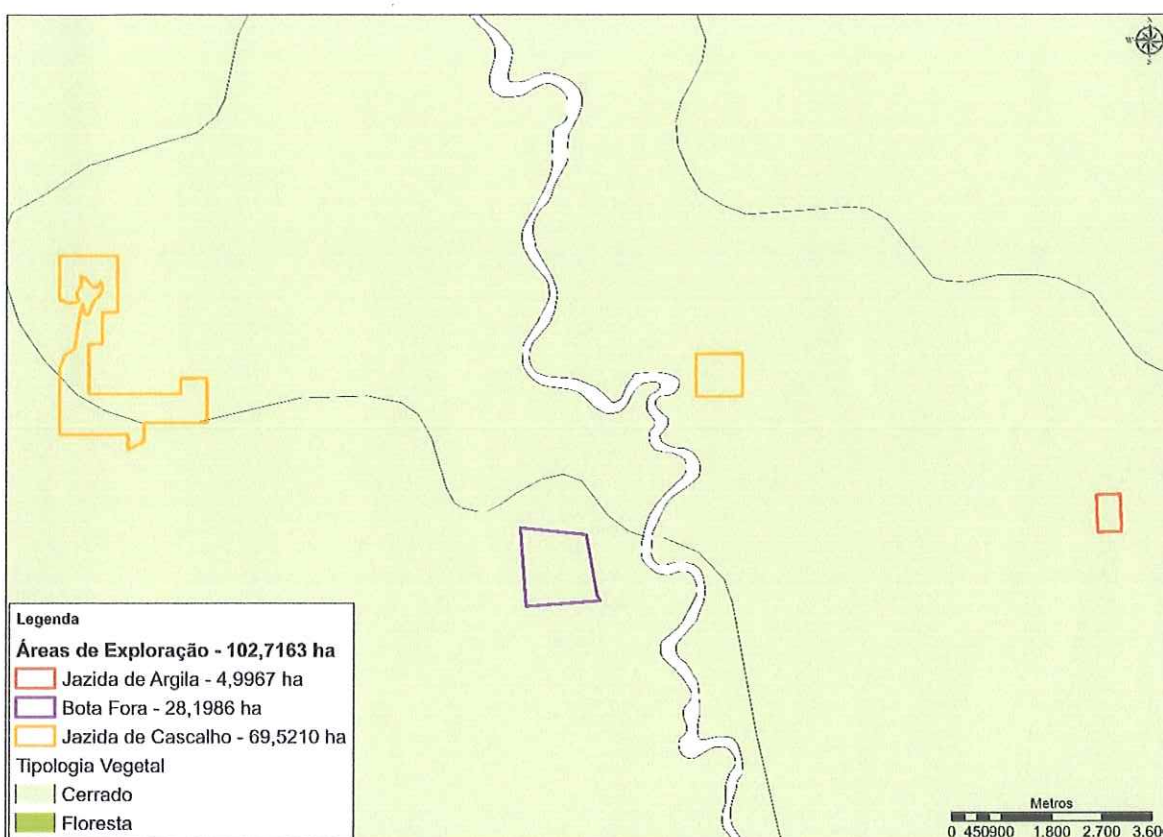 N
W
S
Legenda
Áreas de Exploração - 102,7163 ha
Jazida de Argila - 4,9967 ha
Bota Fora - 28,1986 ha
Jazida de Cascalho - 69,5210 ha
Tipologia Vegetal
Cerrado
Floresta
Metros
0 450900 1.800 2.700 3.60